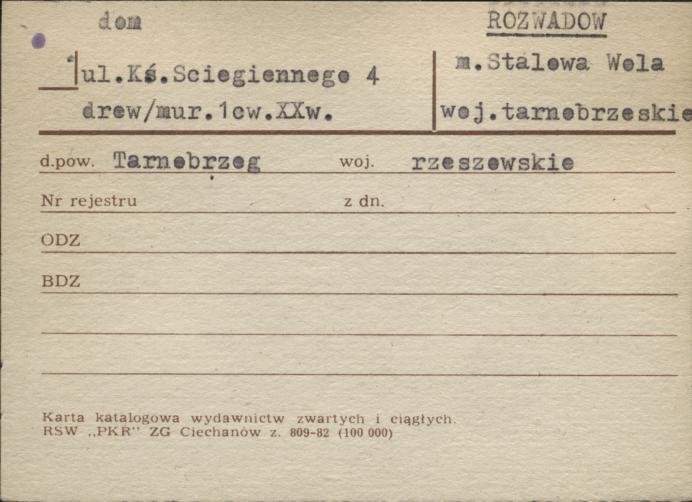 dom
ROZWADOW
ul.Kś.Sciegiennego 4
m.Stalowa Wola
drew/mur.1cw.XXw.
woj.tarnobrzeskie
d.pow. Tarnobrzeg woj. rzeszowskie
Nr rejestru z dn.
ODZ
BDZ
Karta katalogowa wydawnictw zwartych i ciągłych.
RSW „PKR" ZG Ciechanów z. 809-82 (100 000)